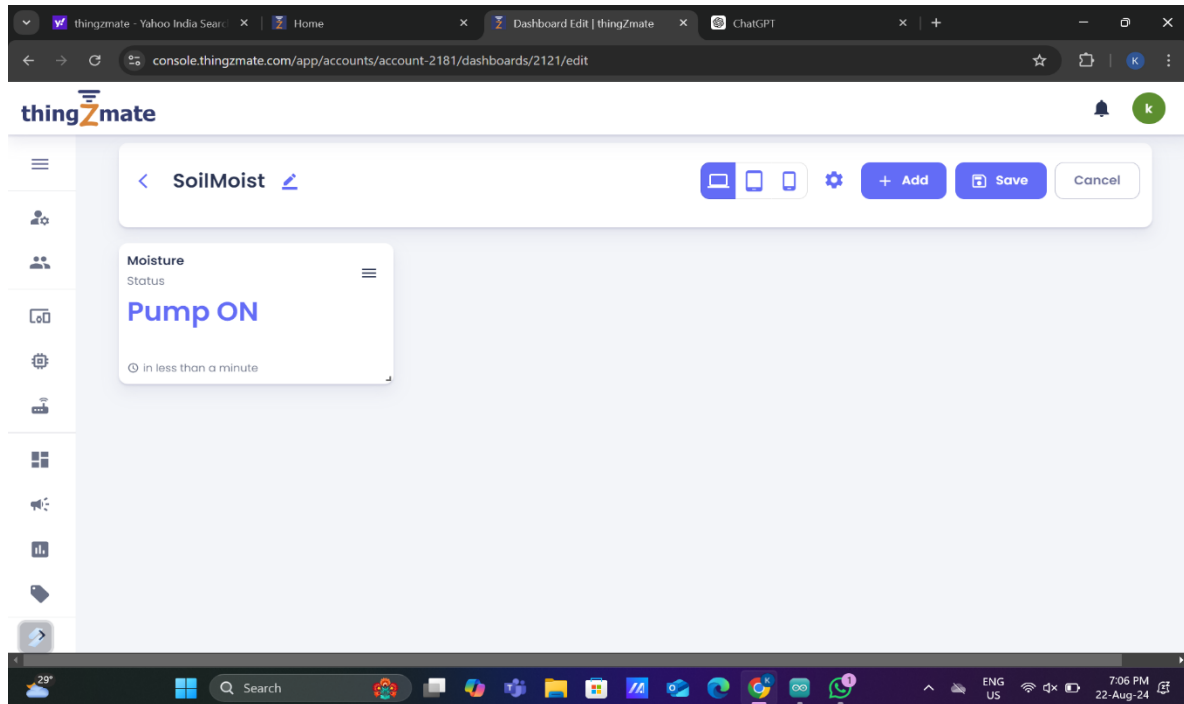 thingzmate - Yahoo India Searc
Home
Dashboard Edit | thingZmate
ChatGPT
console.thingzmate.com/app/accounts/account-2181/dashboards/2121/edit
K
thingZmate
k
SoilMoist
+ Add
Save
Cancel
Moisture
Status
Pump ON
in less than a minute
29°
Search
ENG
US
7:06 PM
22-Aug-24
1